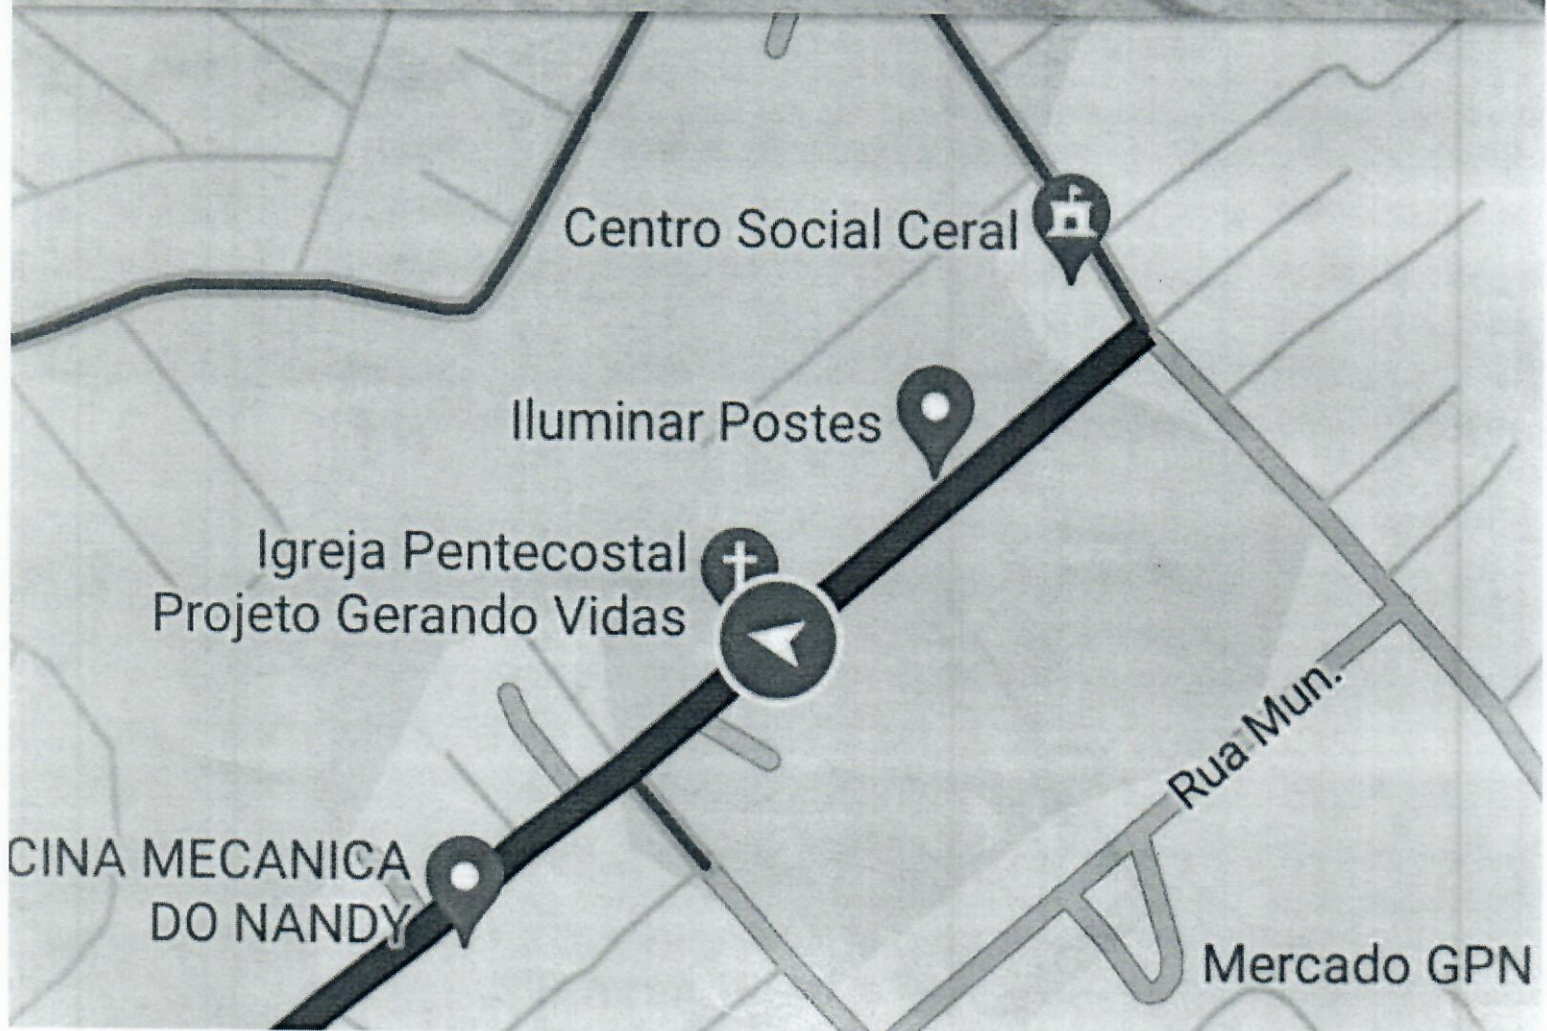 Centro Social Ceral
Iluminar Postes
Igreja Pentecostal
Projeto Gerando Vidas
Rua Mun.
CINA MECANICA
DO NANDY
Mercado GPN